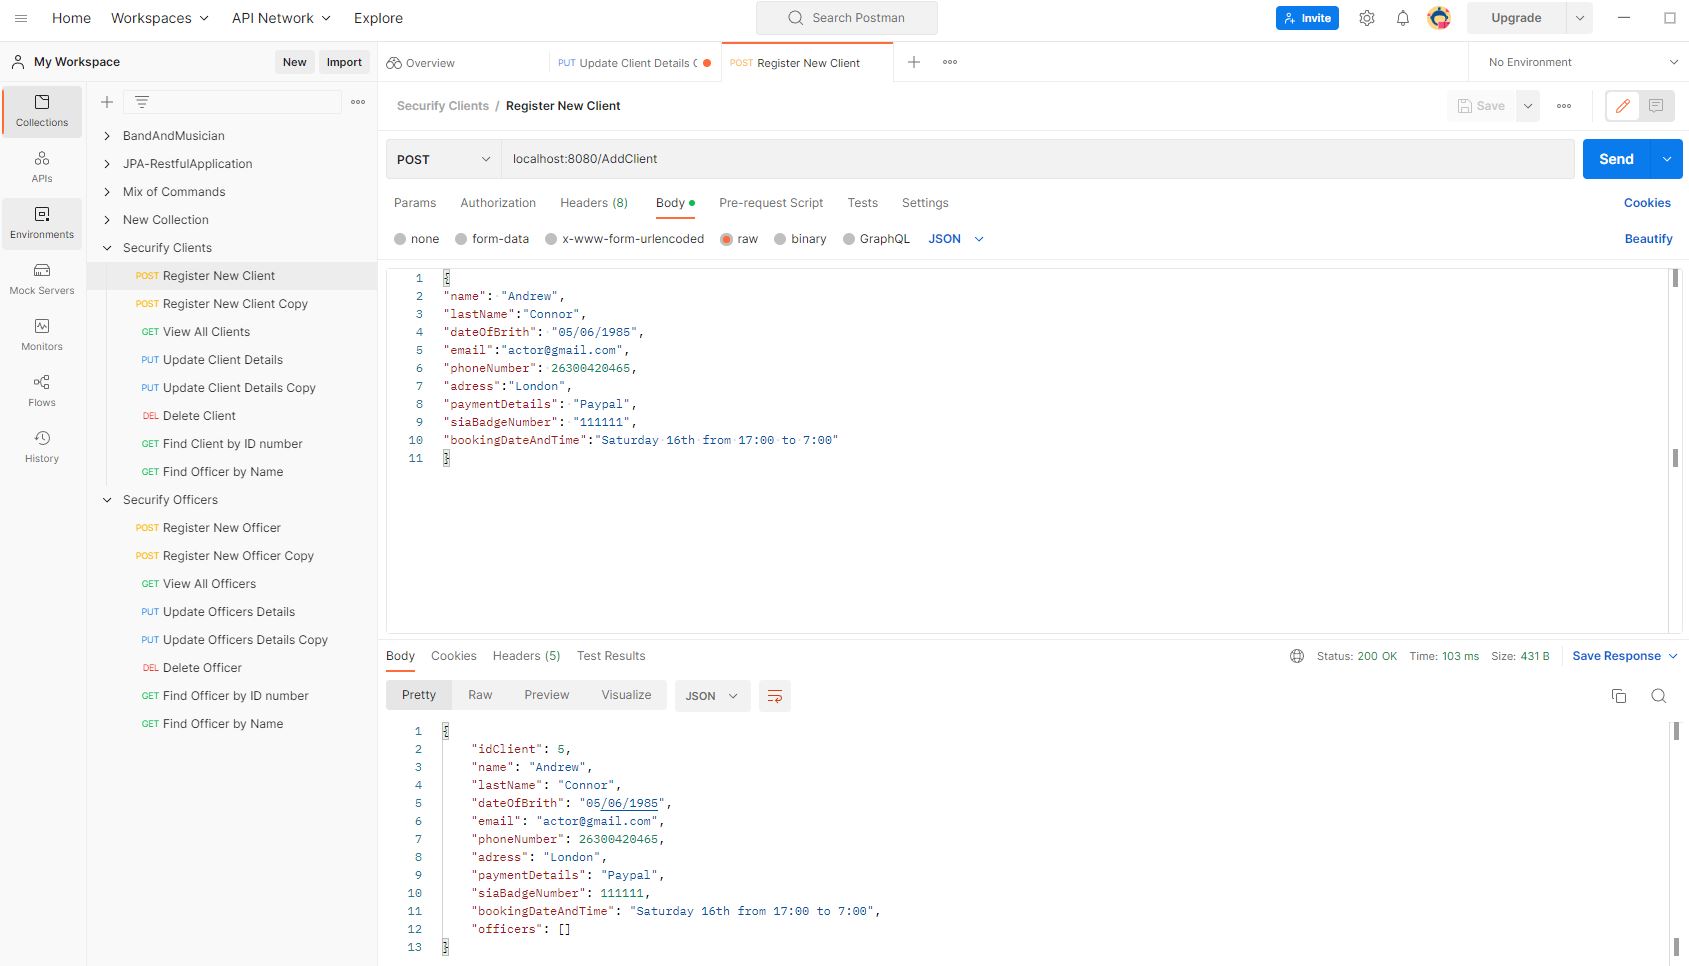 Home Workspaces API Network Explore Search Postman Invite Upgrade
My Workspace New Import Overview PUT Update Client Details C POST Register New Client No Environment
Collections
APIs
Environments
Mock Servers
Monitors
Flows
History
BandAndMusician
JPA-RestfulApplication
Mix of Commands
New Collection
Securify Clients
POST Register New Client
POST Register New Client Copy
GET View All Clients
PUT Update Client Details
PUT Update Client Details Copy
DEL Delete Client
GET Find Client by ID number
GET Find Officer by Name
Securify Officers
POST Register New Officer
POST Register New Officer Copy
GET View All Officers
PUT Update Officers Details
PUT Update Officers Details Copy
DEL Delete Officer
GET Find Officer by ID number
GET Find Officer by Name
Securify Clients / Register New Client Save
POST localhost:8080/AddClient Send
Params Authorization Headers (8) Body Pre-request Script Tests Settings Cookies
none form-data x-www-form-urlencoded raw binary GraphQL JSON Beautify
1 {
2 "name": "Andrew",
3 "lastName":"Connor",
4 "dateOfBrith": "05/06/1985",
5 "email":"actor@gmail.com",
6 "phoneNumber": 26300420465,
7 "adress":"London",
8 "paymentDetails": "Paypal",
9 "siaBadgeNumber": "111111",
10 "bookingDateAndTime":"Saturday 16th from 17:00 to 7:00"
11 }
Body Cookies Headers (5) Test Results Status: 200 OK Time: 103 ms Size: 431 B Save Response
Pretty Raw Preview Visualize JSON
1 {
2 "idClient": 5,
3 "name": "Andrew",
4 "lastName": "Connor",
5 "dateOfBrith": "05/06/1985",
6 "email": "actor@gmail.com",
7 "phoneNumber": 26300420465,
8 "adress": "London",
9 "paymentDetails": "Paypal",
10 "siaBadgeNumber": 111111,
11 "bookingDateAndTime": "Saturday 16th from 17:00 to 7:00",
12 "officers": []
13 }